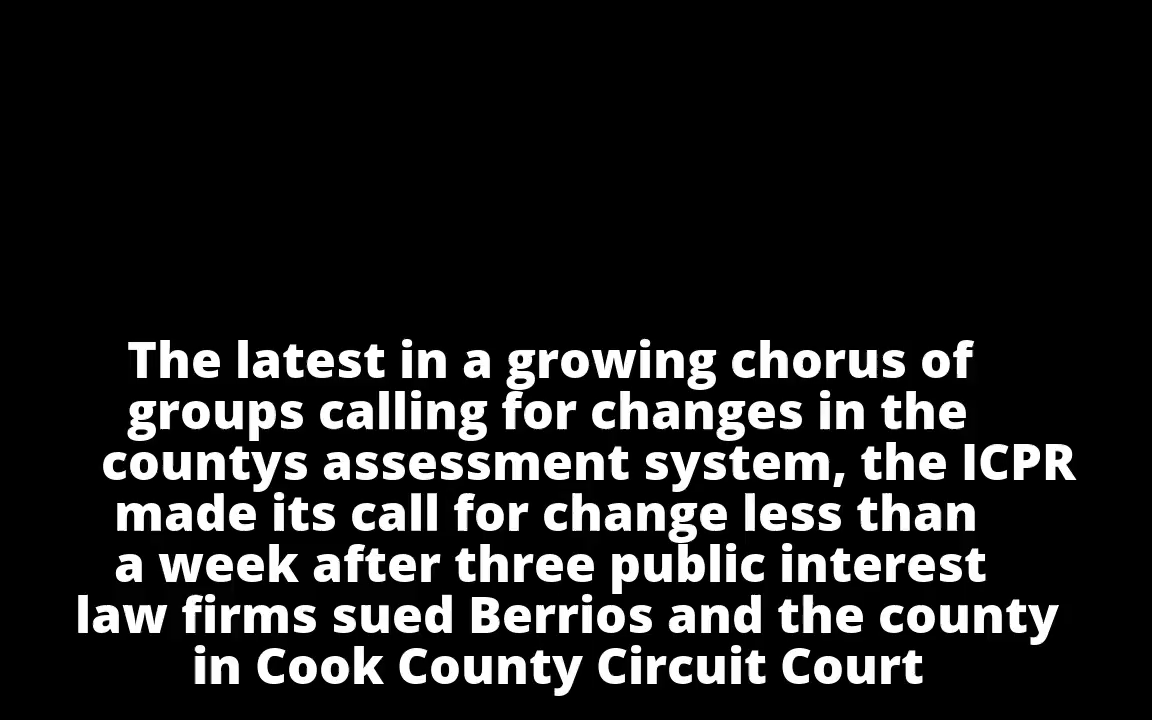 The latest in a growing chorus of
groups calling for changes in the
countys assessment system, the ICPR
made its call for change less than
a week after three public interest
law firms sued Berrios and the county
in Cook County Circuit Court